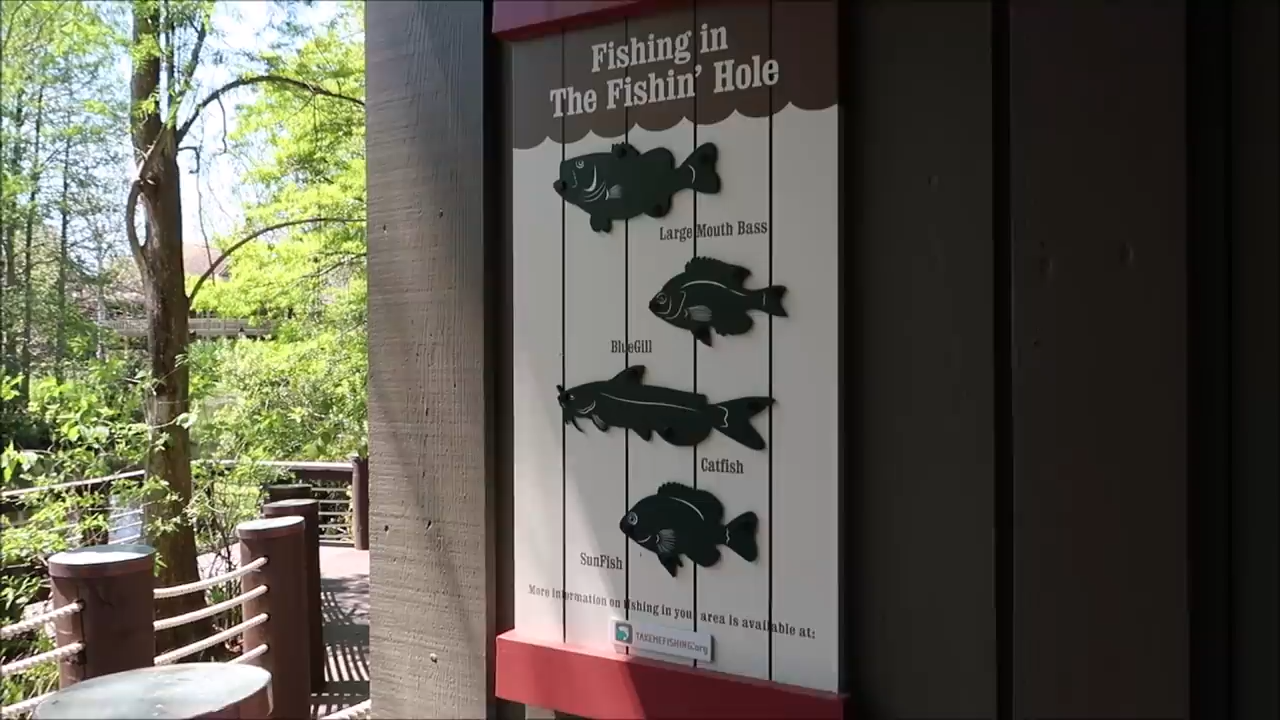 Fishing in
The Fishin' Hole
Large Mouth Bass
BlueGill
Catfish
SunFish
More information on fishing in you area is available at:
TAKEMEFISHING.org